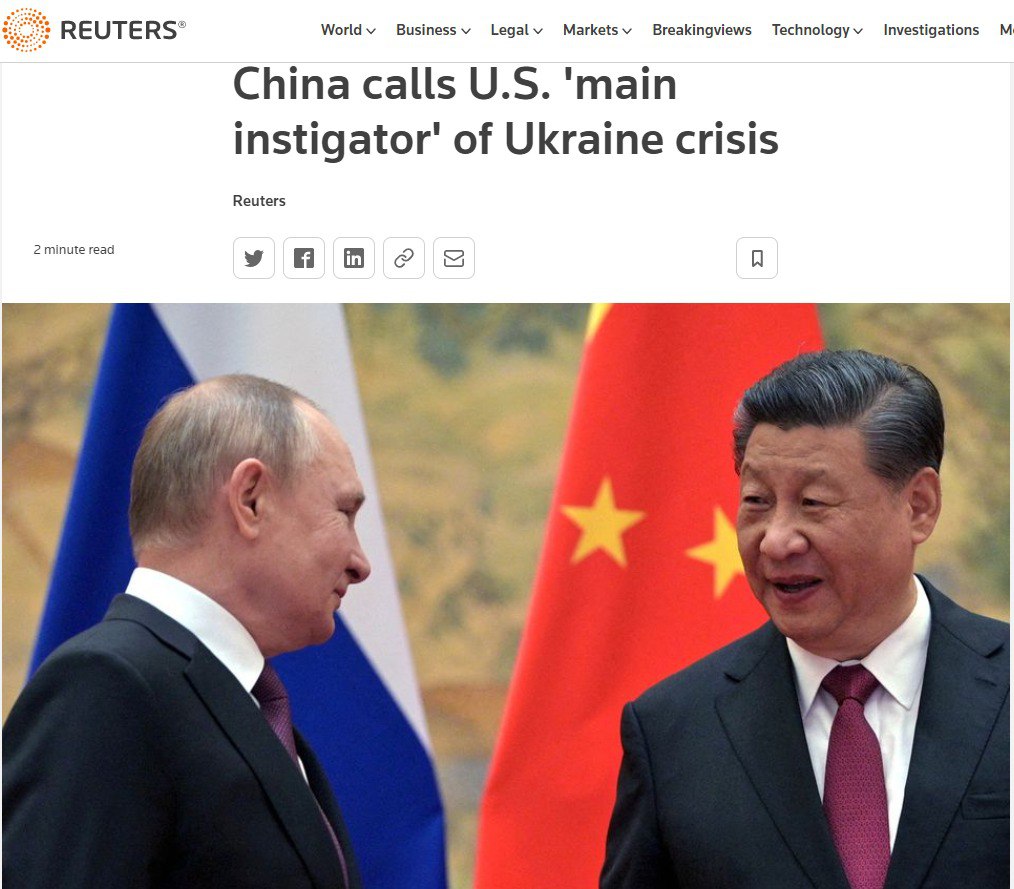 REUTERS®
World Business Legal Markets Breakingviews Technology Investigations
China calls U.S. 'main
instigator' of Ukraine crisis
Reuters
2 minute read